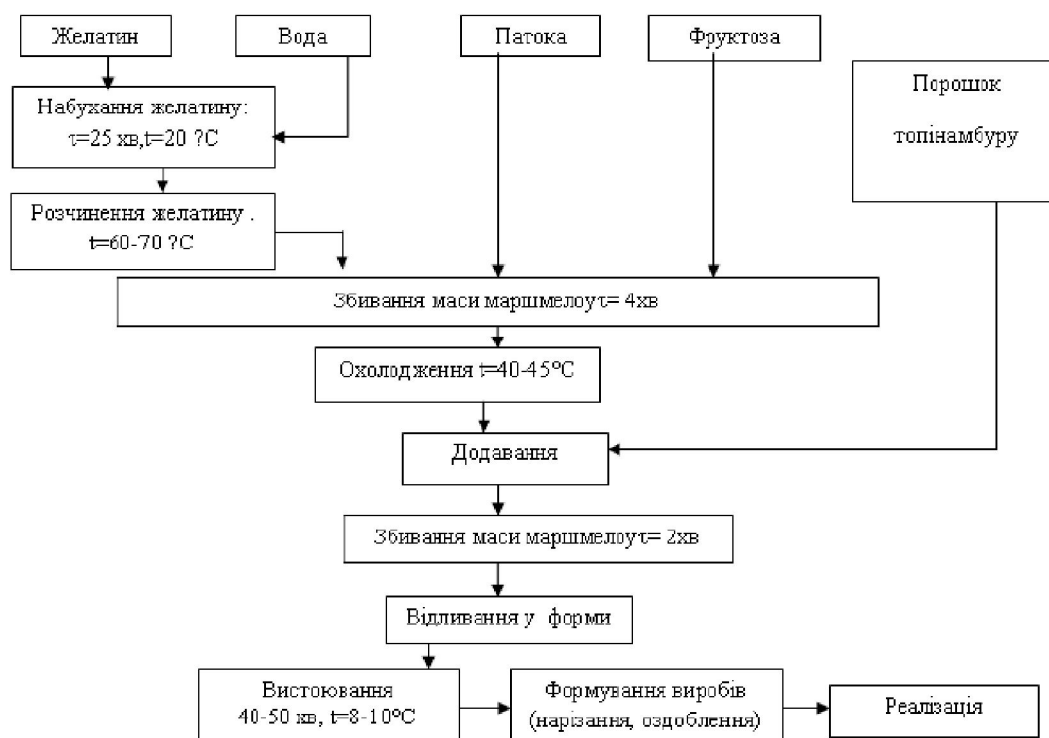 Желатин
Вода
Патока
Фруктоза
Порошок
топінамбуру
Набухання желатину:
τ=25 хв,t=20 ?С
Розчинення желатину .
t=60-70 ?С
Збивання маси маршмелоуτ= 4хв
Охолодження t=40-45°С
Додавання
Збивання маси маршмелоуτ= 2хв
Відливання у форми
Вистоювання
40-50 хв, t=8-10°С
Формування виробів
(нарізання, оздоблення)
Реалізація